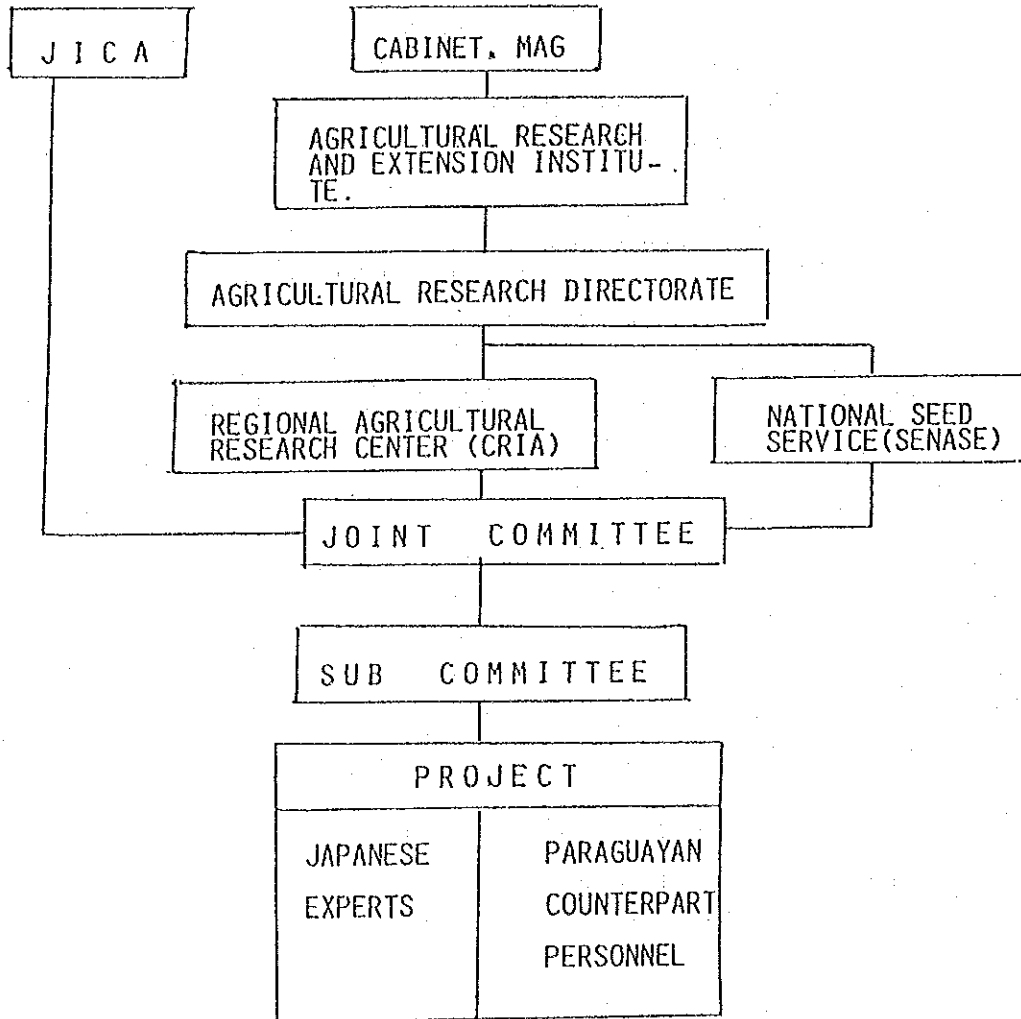 JICA
CABINET. MAG
AGRICULTURAL RESEARCH
AND EXTENSION INSTITU-
TE.
AGRICULTURAL RESEARCH DIRECTORATE
REGIONAL AGRICULTURAL
RESEARCH CENTER (CRIA)
NATIONAL SEED
SERVICE(SENASE)
JOINT COMMITTEE
SUB COMMITTEE
PROJECT
JAPANESE
EXPERTS
PARAGUAYAN
COUNTERPART
PERSONNEL